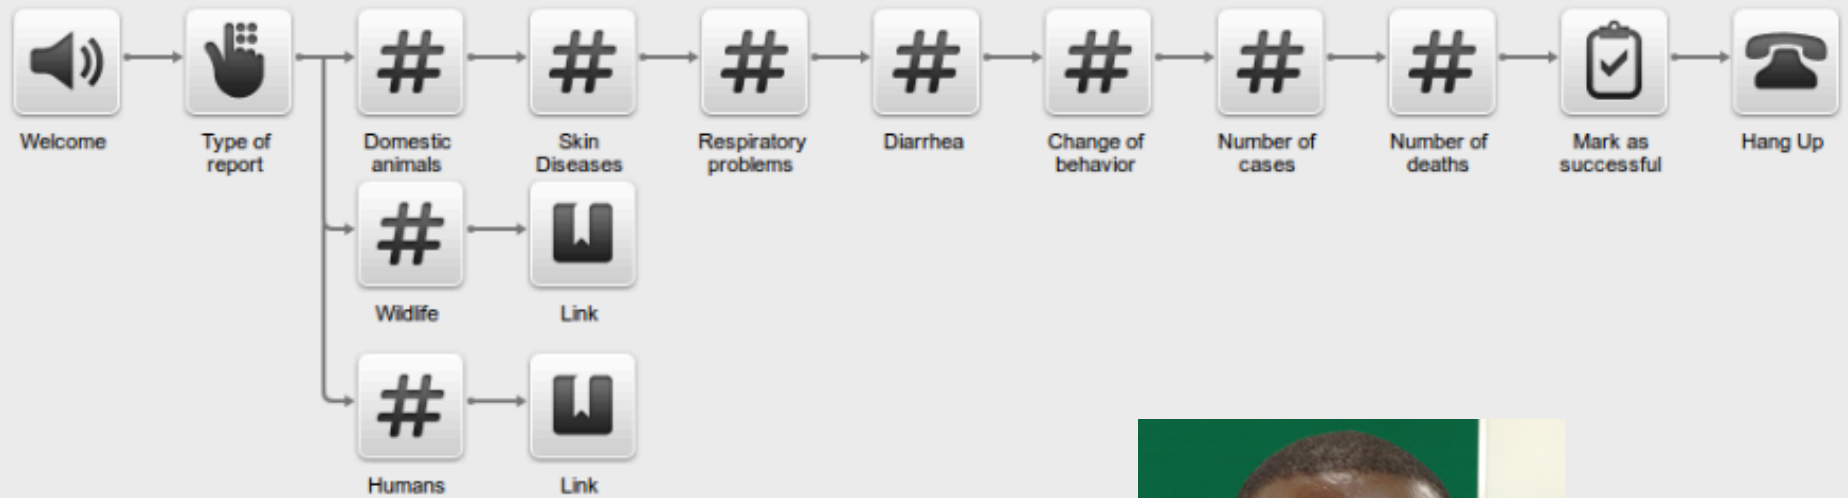 Welcome
Type of
report
Domestic
animals
Skin
Diseases
Respiratory
problems
Diarrhea
Change of
behavior
Number of
cases
Number of
deaths
Mark as
successful
Hang Up
Wildlife
Link
Humans
Link